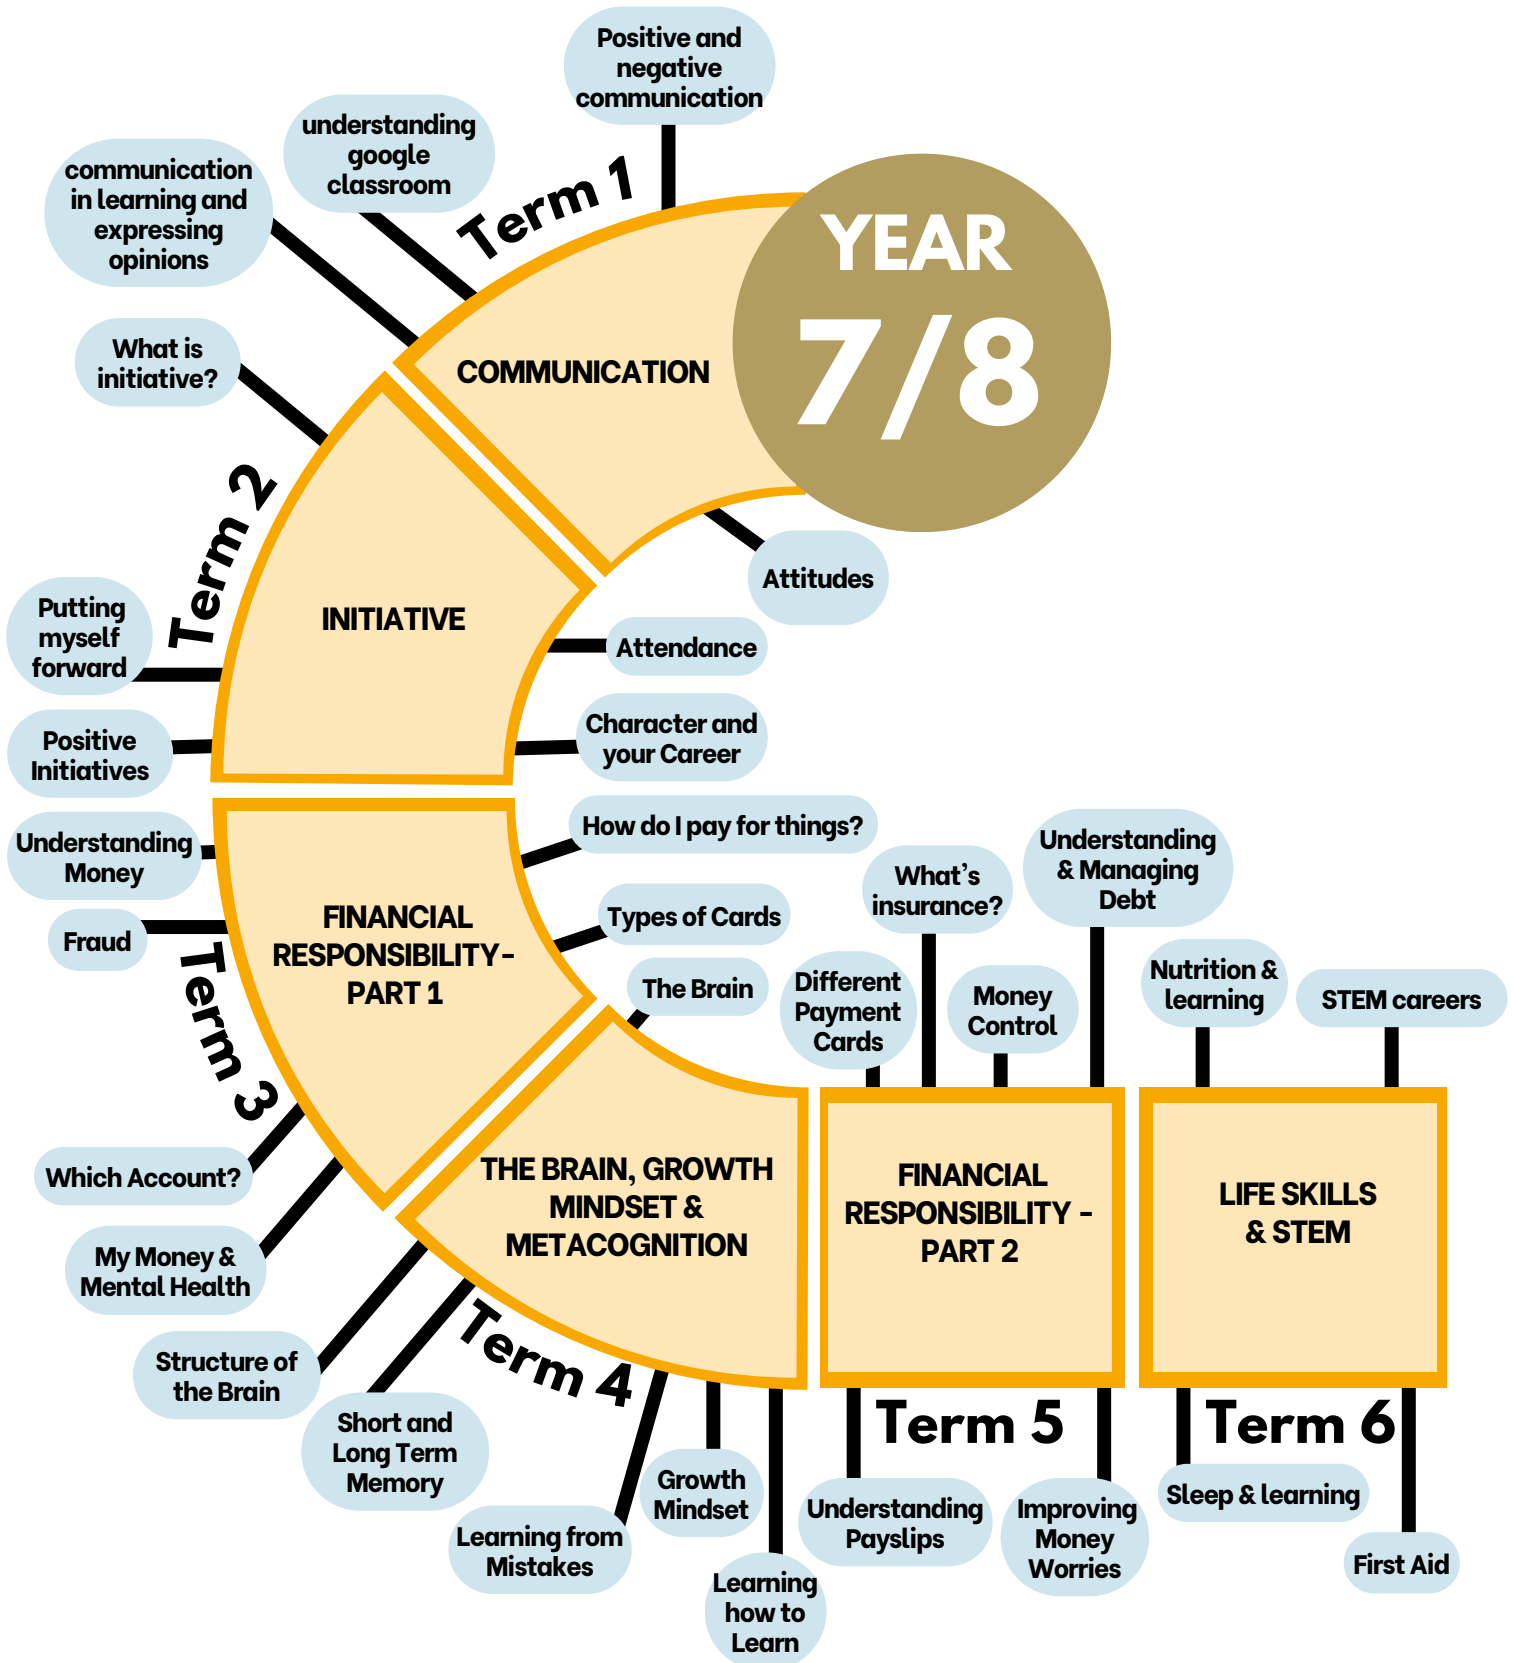 YEAR
7/8
Term 1
COMMUNICATION
Positive and
negative
communication
understanding
google
classroom
communication
in learning and
expressing
opinions
Attitudes
Term 2
INITIATIVE
What is
initiative?
Putting
myself
forward
Positive
Initiatives
Attendance
Character and
your Career
Term 3
FINANCIAL
RESPONSIBILITY-
PART 1
Understanding
Money
Fraud
Which Account?
My Money &
Mental Health
How do I pay for things?
Types of Cards
Term 4
THE BRAIN, GROWTH
MINDSET &
METACOGNITION
The Brain
Structure of
the Brain
Short and
Long Term
Memory
Learning from
Mistakes
Growth
Mindset
Learning
how to
Learn
Term 5
FINANCIAL
RESPONSIBILITY -
PART 2
Different
Payment
Cards
What's
insurance?
Money
Control
Understanding
& Managing
Debt
Understanding
Payslips
Improving
Money
Worries
Term 6
LIFE SKILLS
& STEM
Nutrition &
learning
STEM careers
Sleep & learning
First Aid